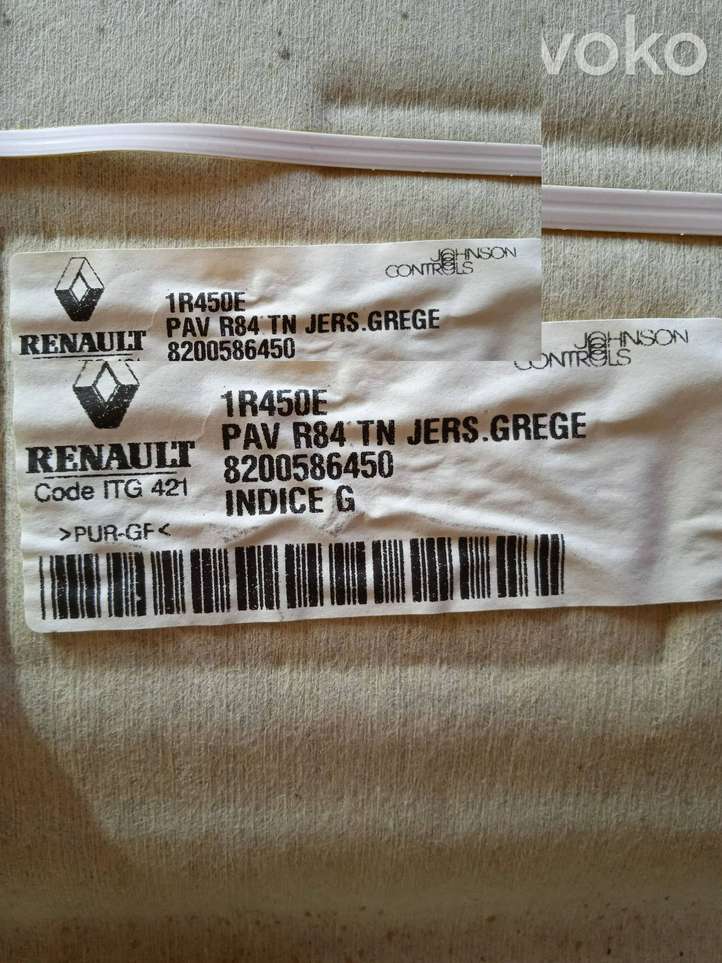 voko
JOHNSON
CONTROLS
1R450E
PAV R84 TN JERS.GREGE
RENAULT
8200586450
JOHNSON
CONTROLS
1R450E
PAV R84 TN JERS.GREGE
RENAULT
8200586450
Code ITG 421
INDICE G
>PUR-GF<